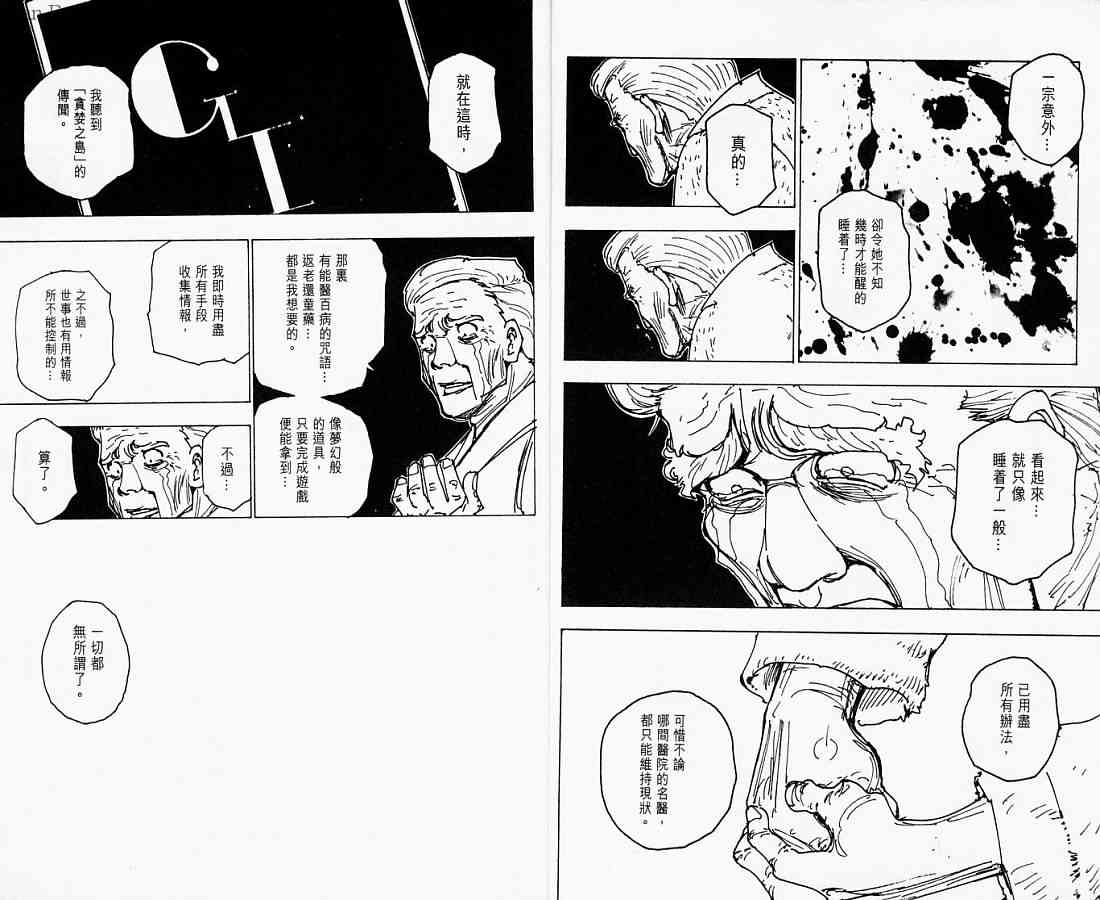 一宗意外…
卻令她不知
幾時才能醒的
睡着了…
真的…
看起來…
就只像
睡着了一般…
已用盡
所有辦法，
可惜不論
哪間醫院的名醫，
都只能維持現狀。
就在這時，
GI
我聽到
「貪婪之島」的
傳聞。
那裏
有能醫百病的咒語…
返老還童藥…
都是我想要的。
像夢幻般
的道具，
只要完成遊戲
便能拿到…
我即時用盡
所有手段
收集情報，
之不過，
世事也有用情報
所不能控制的…
不過…
算了。
一切都
無所謂了。